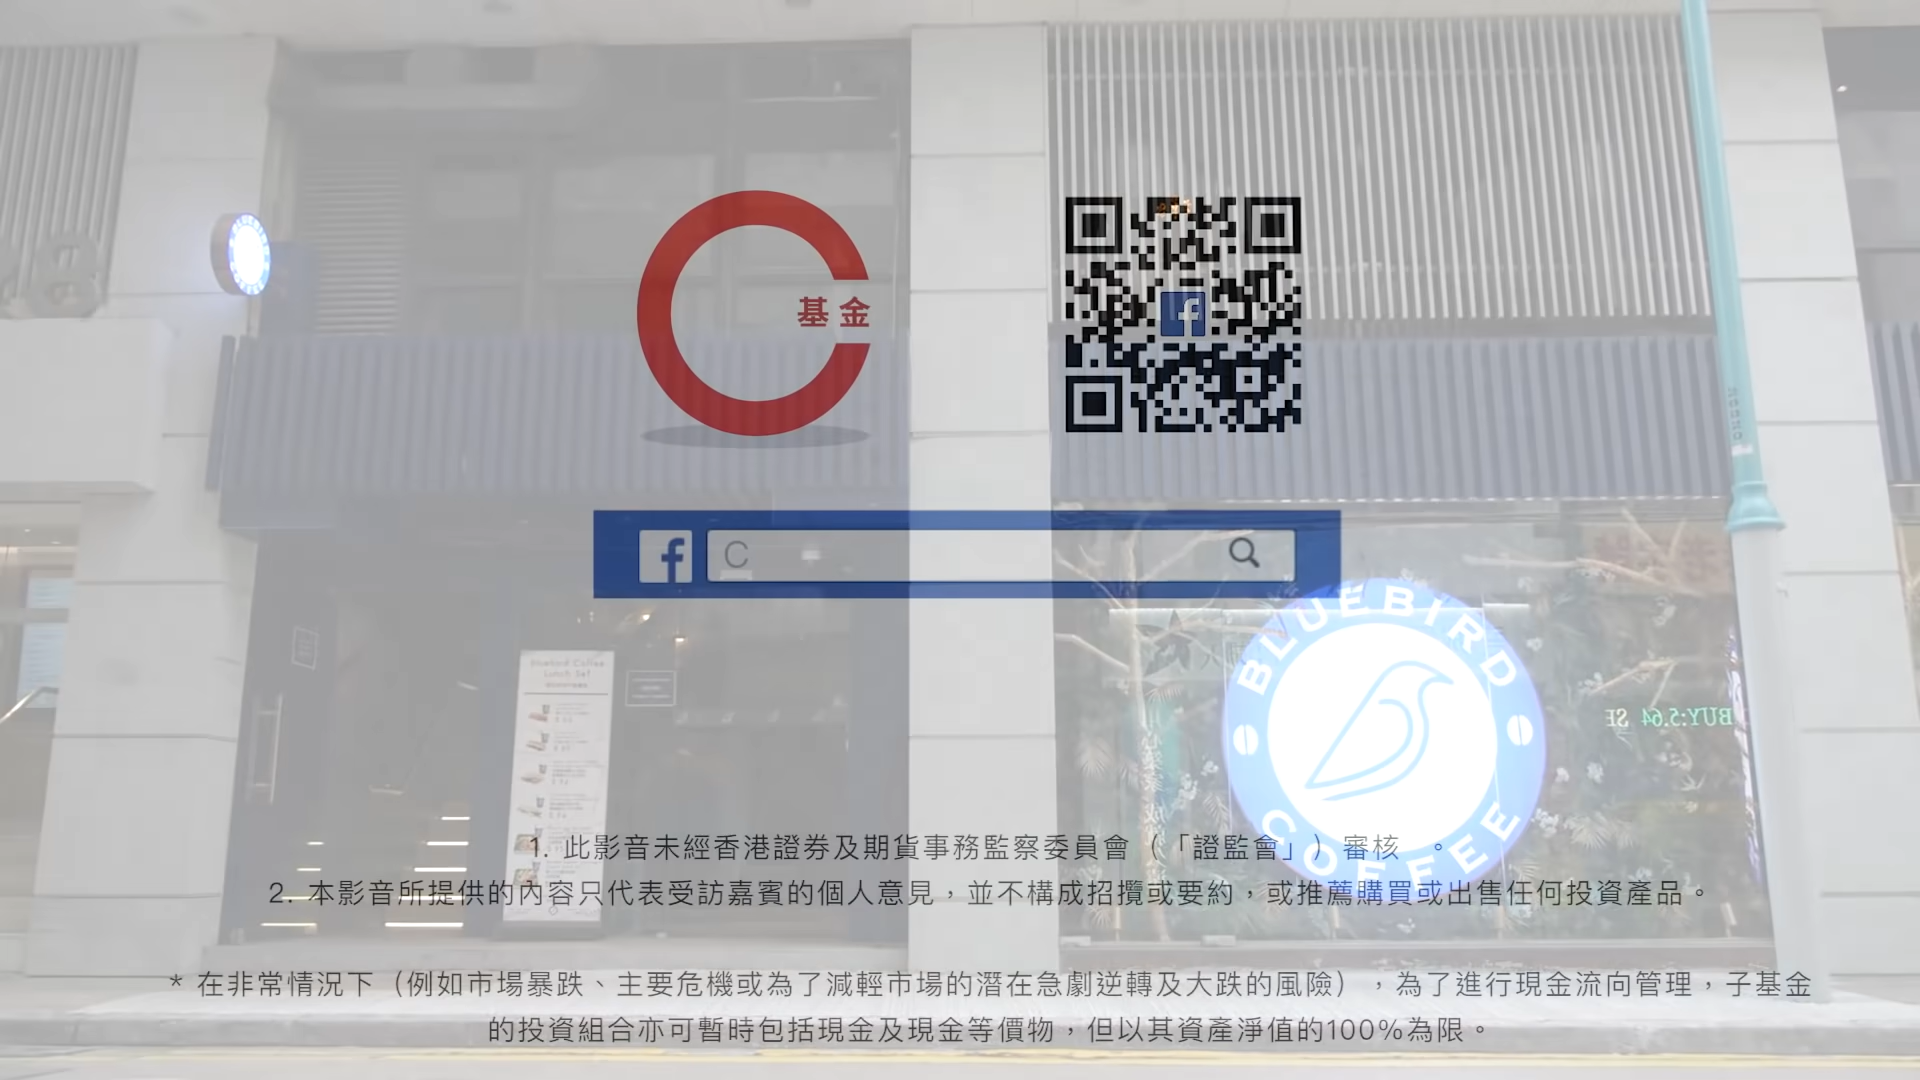 基金
f
f
C
BLUEBIRD
COFFEE
Bluebird Coffee
Lunch Set
BUY:5.64 SE
1. 此影音未經香港證券及期貨事務監察委員會（「證監會」）審核 。
2. 本影音所提供的內容只代表受訪嘉賓的個人意見，並不構成招攬或要約，或推薦購買或出售任何投資產品。
* 在非常情況下（例如市場暴跌、主要危機或為了減輕市場的潛在急劇逆轉及大跌的風險），為了進行現金流向管理，子基金
的投資組合亦可暫時包括現金及現金等價物，但以其資產淨值的100%為限。